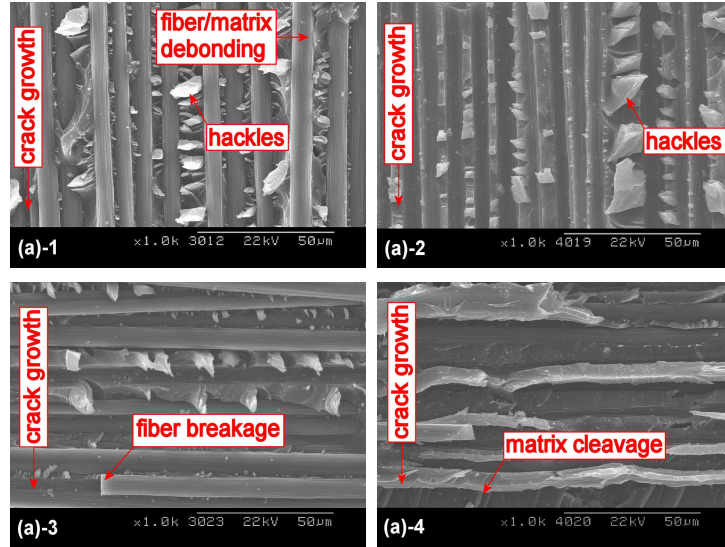 fiber/matrix
debonding
crack growth
hackles
(a)-1
x1.0k 3012 22kV 50µm
crack growth
hackles
(a)-2
x1.0k 4019 22kV 50µm
crack growth
fiber breakage
(a)-3
x1.0k 3023 22kV 50µm
crack growth
matrix cleavage
(a)-4
x1.0k 4020 22kV 50µm